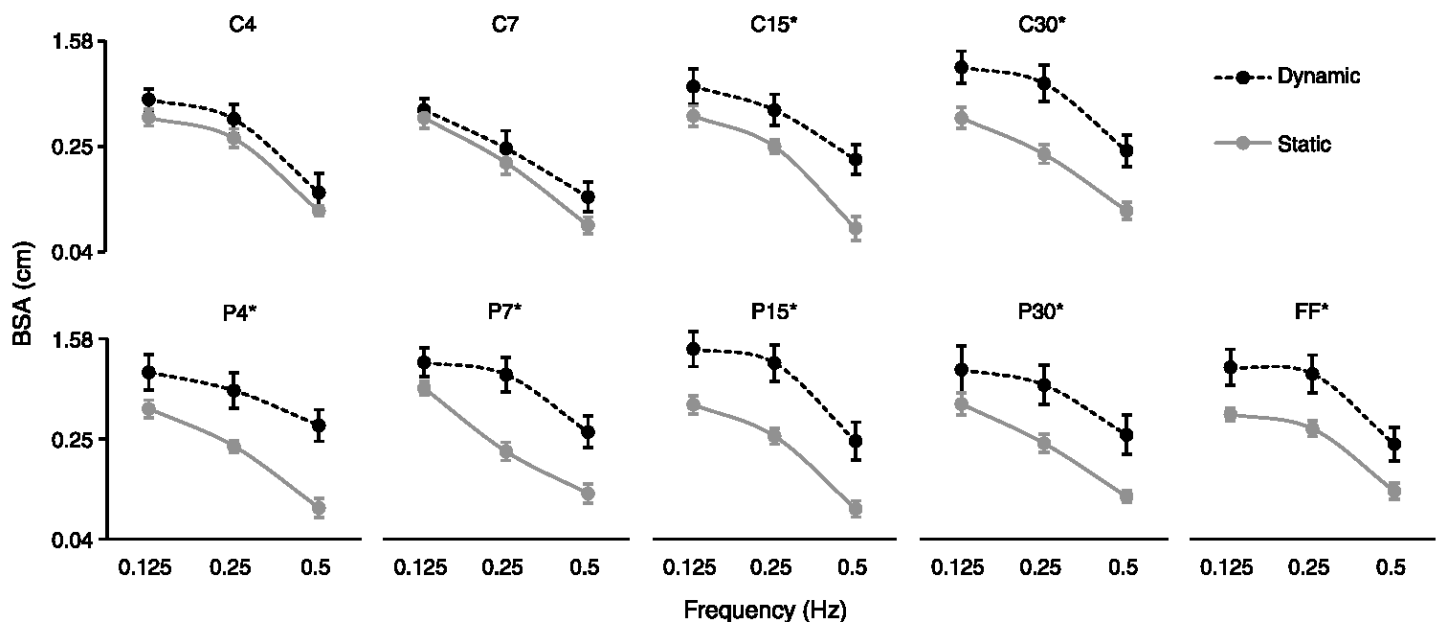 C4 C7 C15* C30*
1.58
Dynamic
0.25
Static
0.04
BSA (cm)
P4* P7* P15* P30* FF*
1.58
0.25
0.04
0.125 0.25 0.5 0.125 0.25 0.5 0.125 0.25 0.5 0.125 0.25 0.5 0.125 0.25 0.5
Frequency (Hz)